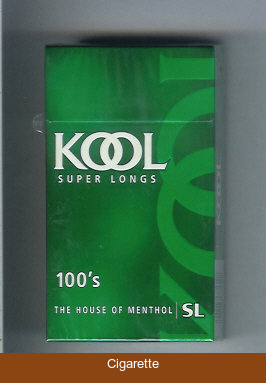 KOOL
SUPER LONGS
100's
THE HOUSE OF MENTHOL | SL
Cigarette